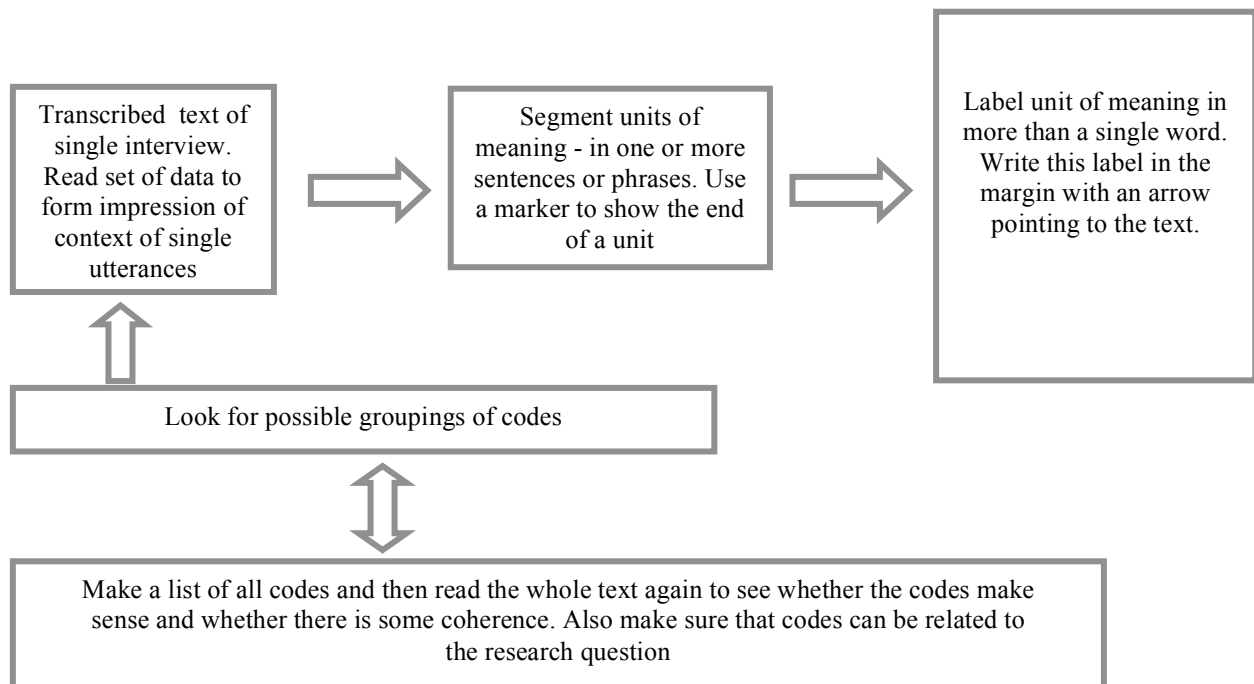 Transcribed  text of
single interview.
Read set of data to
form impression of
context of single
utterances
Segment units of
meaning - in one or more
sentences or phrases. Use
a marker to show the end
of a unit
Label unit of meaning in
more than a single word.
Write this label in the
margin with an arrow
pointing to the text.
Look for possible groupings of codes
Make a list of all codes and then read the whole text again to see whether the codes make
sense and whether there is some coherence. Also make sure that codes can be related to
the research question